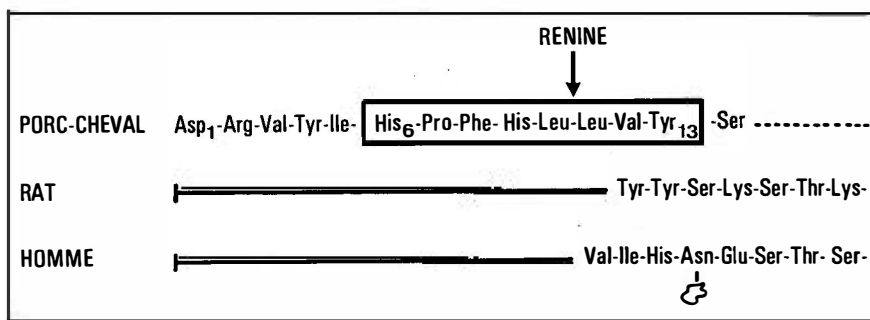 RENINE
PORC-CHEVAL Asp1-Arg-Val-Tyr-Ile- His6-Pro-Phe- His-Leu-Leu-Val-Tyr13 -Ser ---------
RAT Tyr-Tyr-Ser-Lys-Ser-Thr-Lys-
HOMME Val-Ile-His-Asn-Glu-Ser-Thr- Ser-